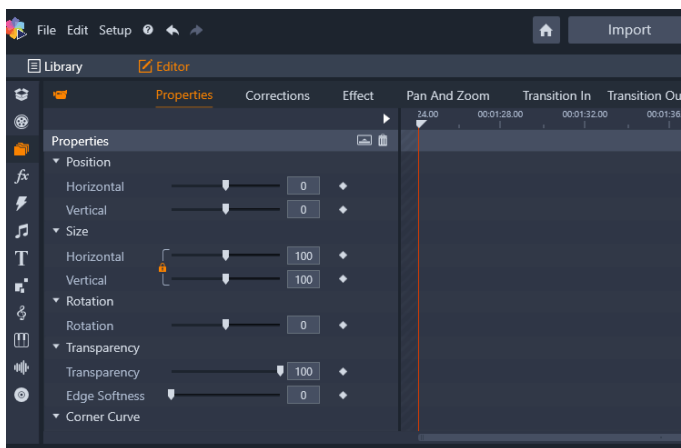 File Edit Setup ? Import
Library Editor
Properties Corrections Effect Pan And Zoom Transition In Transition Ou
24.00 00:01:28.00 00:01:32.00 00:01:36
Properties
Position
Horizontal 0
Vertical 0
Size
Horizontal 100
Vertical 100
Rotation
Rotation 0
Transparency
Transparency 100
Edge Softness 0
Corner Curve
fx
T